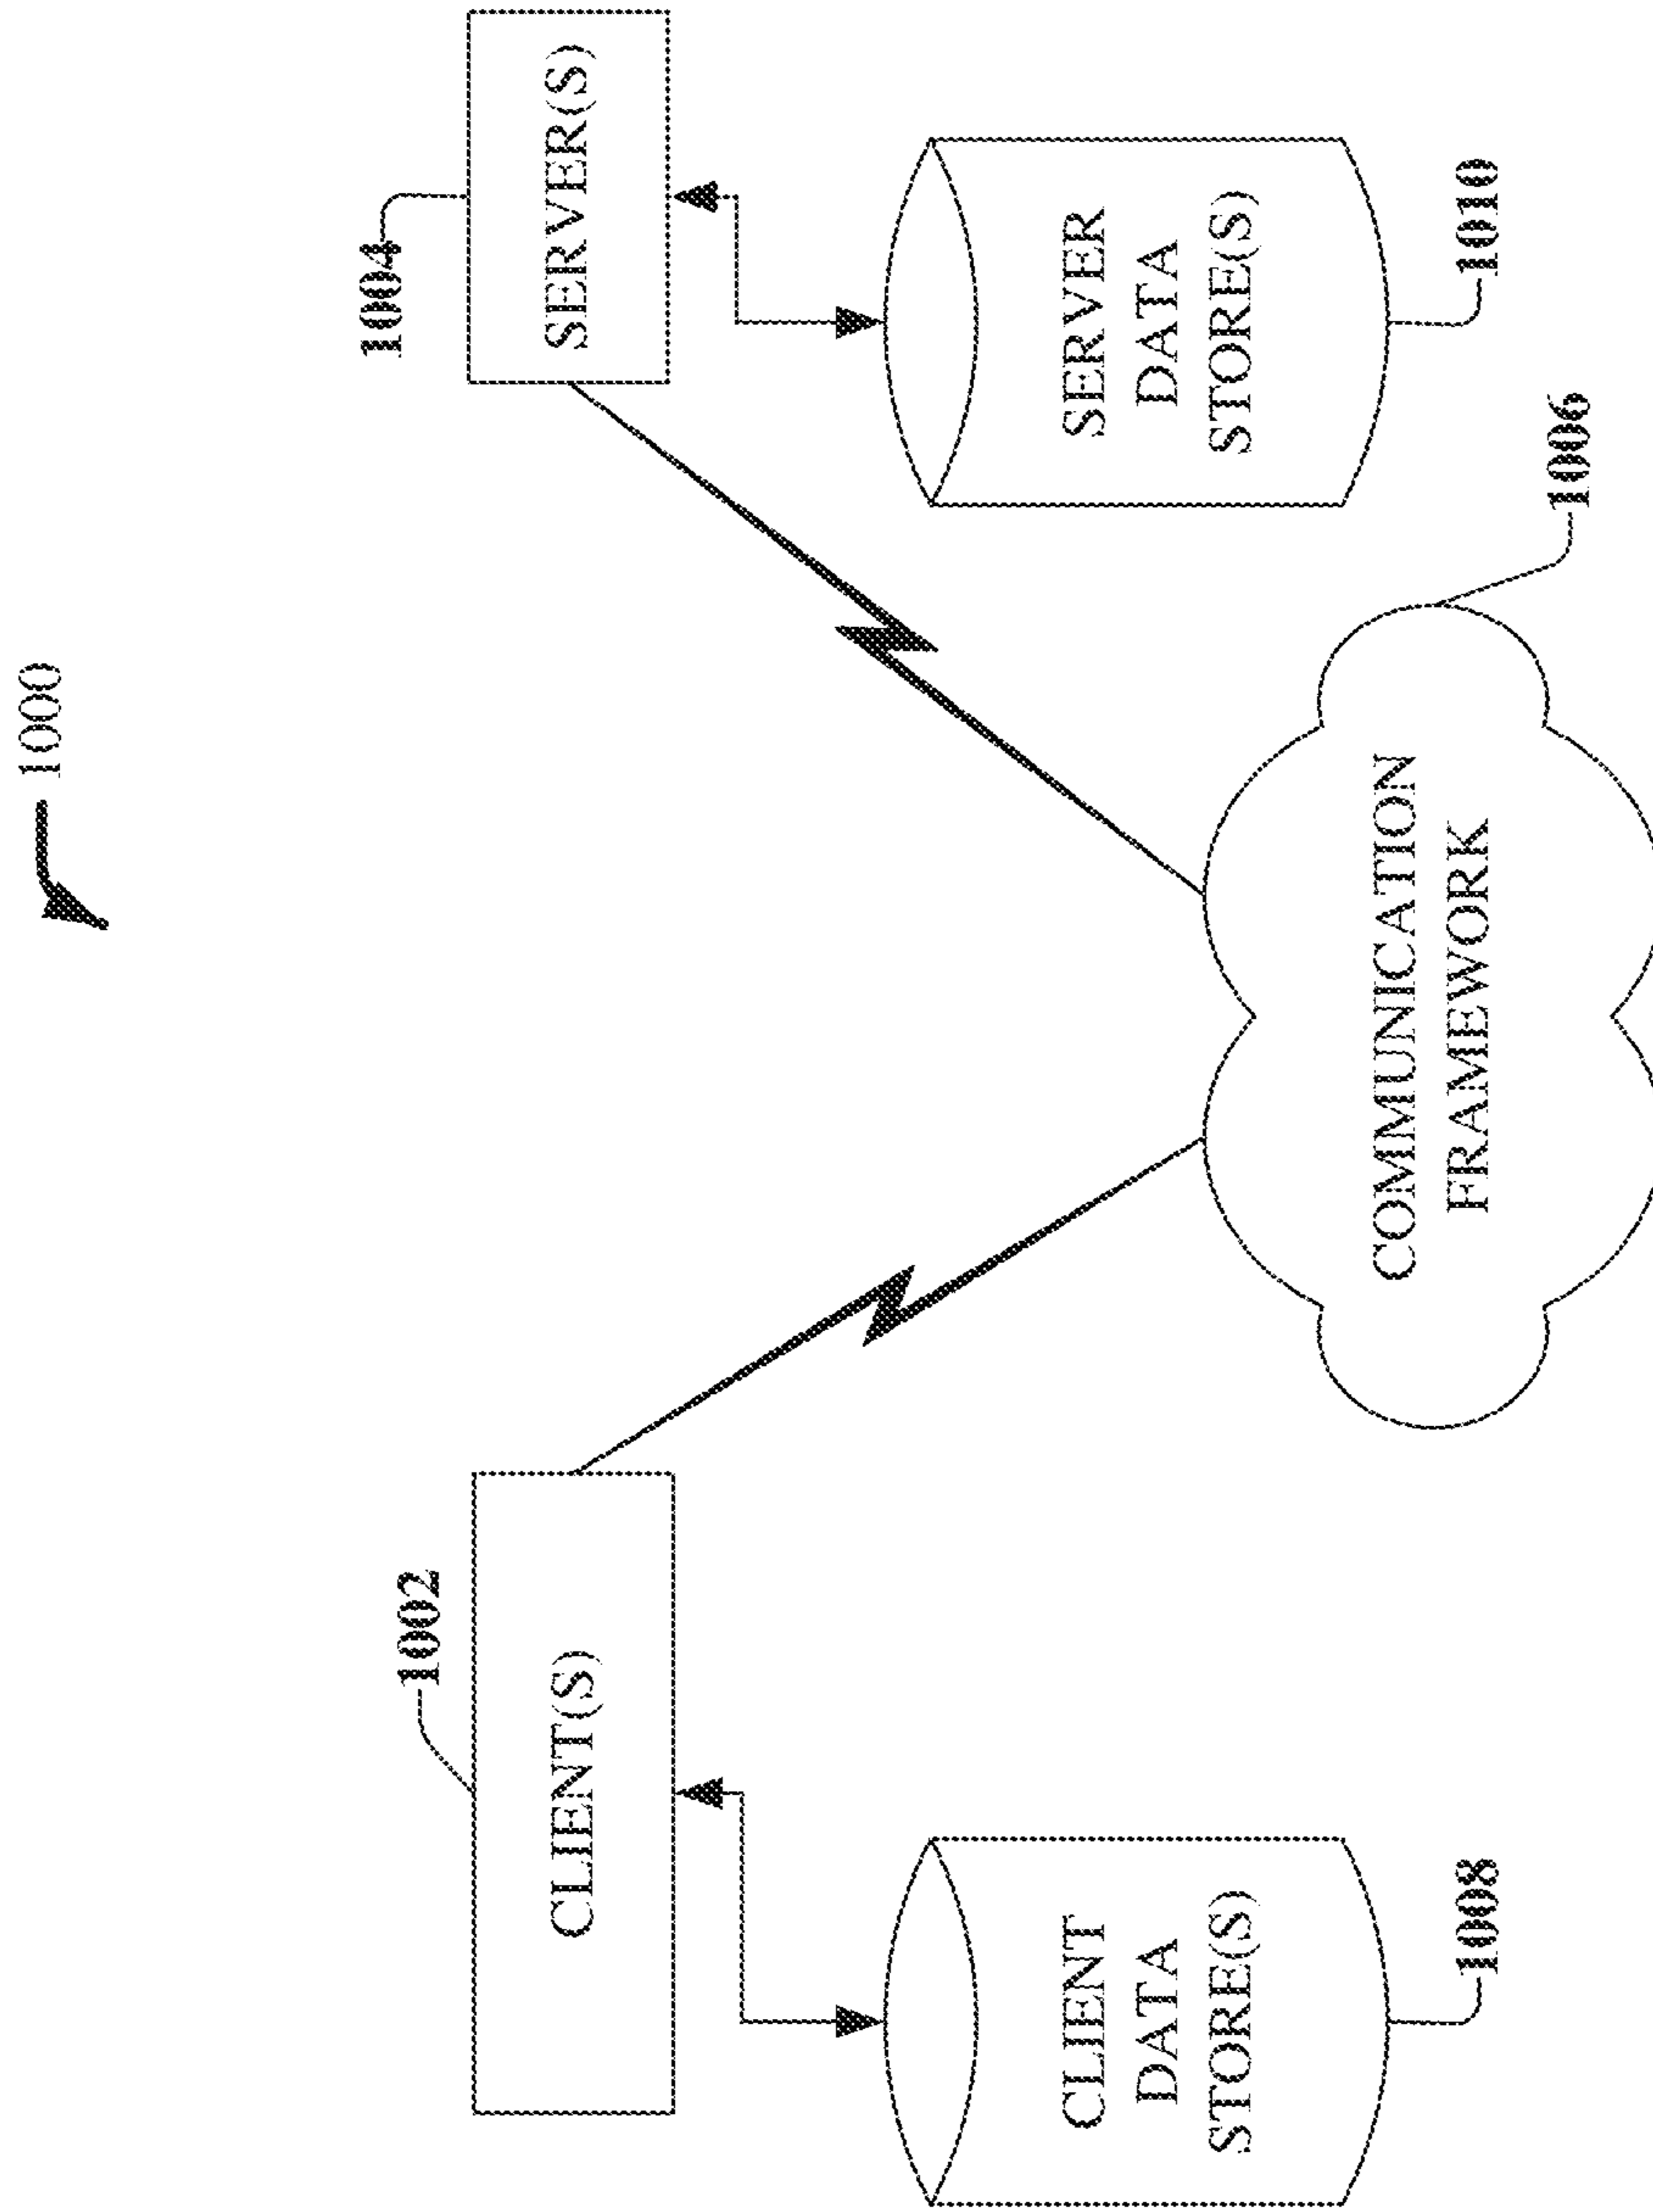 1000
1002
CLIENT(S)
1004
SERVER(S)
CLIENT
DATA
STORE(S)
1008
COMMUNICATION
FRAMEWORK
1006
SERVER
DATA
STORE(S)
1010